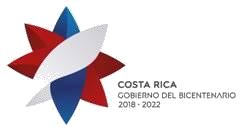 COSTA RICA
GOBIERNO DEL BICENTENARIO
2018 - 2022